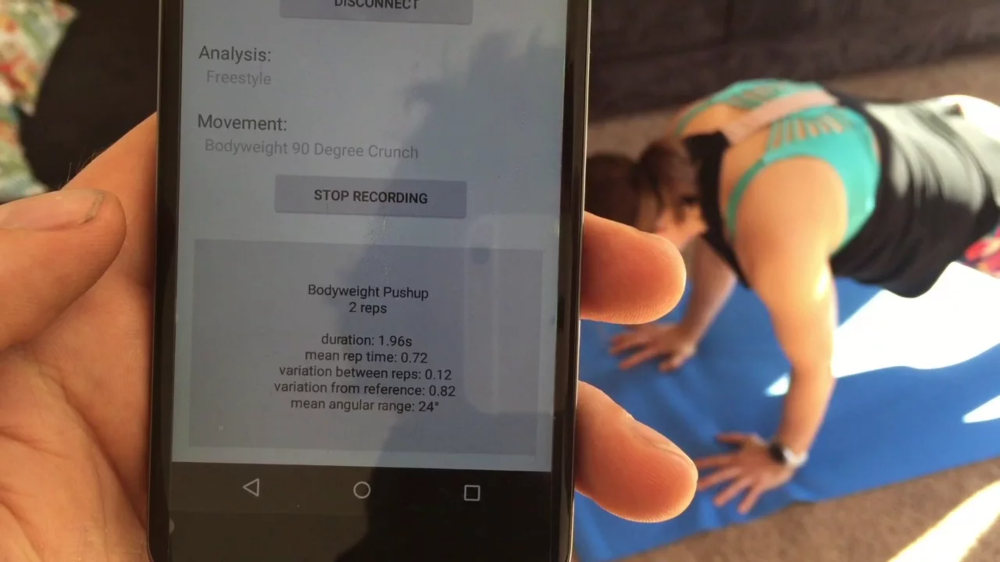 DISCONNECT
Analysis:
Freestyle
Movement:
Bodyweight 90 Degree Crunch
STOP RECORDING
Bodyweight Pushup
2 reps
duration: 1.96s
mean rep time: 0.72
variation between reps: 0.12
variation from reference: 0.82
mean angular range: 24°